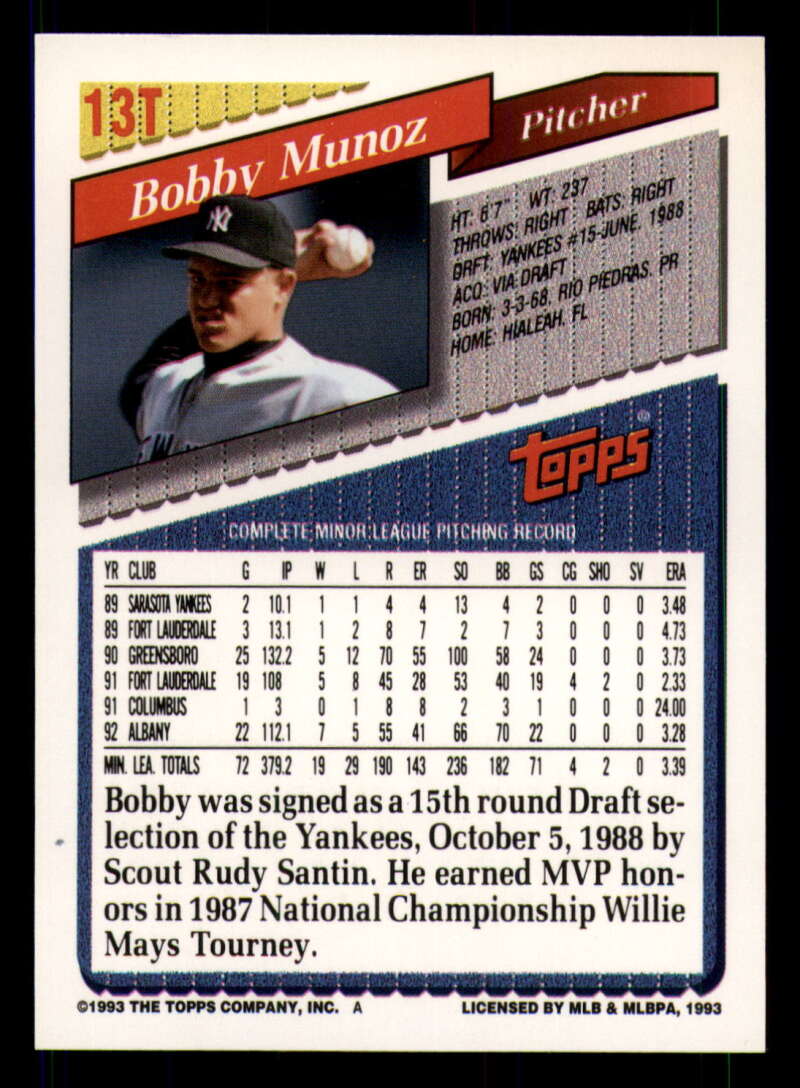 13T
Bobby Munoz
Pitcher
NY
HT: 6'7" WT: 237
THROWS: RIGHT BATS: RIGHT
DRFT: YANKEES #15-JUNE, 1988
ACQ: VIA DRAFT
BORN: 3-3-68, RIO PIEDRAS, PR
HOME: HIALEAH, FL
Topps®
COMPLETE MINOR LEAGUE PITCHING RECORD
YR CLUB G IP W L R ER SO BB GS CG SHO SV ERA
89 SARASOTA YANKEES 2 10.1 1 1 4 4 13 4 2 0 0 0 3.48
89 FORT LAUDERDALE 3 13.1 1 2 8 7 2 7 3 0 0 0 4.73
90 GREENSBORO 25 132.2 5 12 70 55 100 58 24 0 0 0 3.73
91 FORT LAUDERDALE 19 108 5 8 45 28 53 40 19 4 2 0 2.33
91 COLUMBUS 1 3 0 1 8 8 2 3 1 0 0 0 24.00
92 ALBANY 22 112.1 7 5 55 41 66 70 22 0 0 0 3.28
MIN. LEA. TOTALS 72 379.2 19 29 190 143 236 182 71 4 2 0 3.39
Bobby was signed as a 15th round Draft se-
lection of the Yankees, October 5, 1988 by
Scout Rudy Santin. He earned MVP hon-
ors in 1987 National Championship Willie
Mays Tourney.
©1993 THE TOPPS COMPANY, INC. A LICENSED BY MLB & MLBPA, 1993